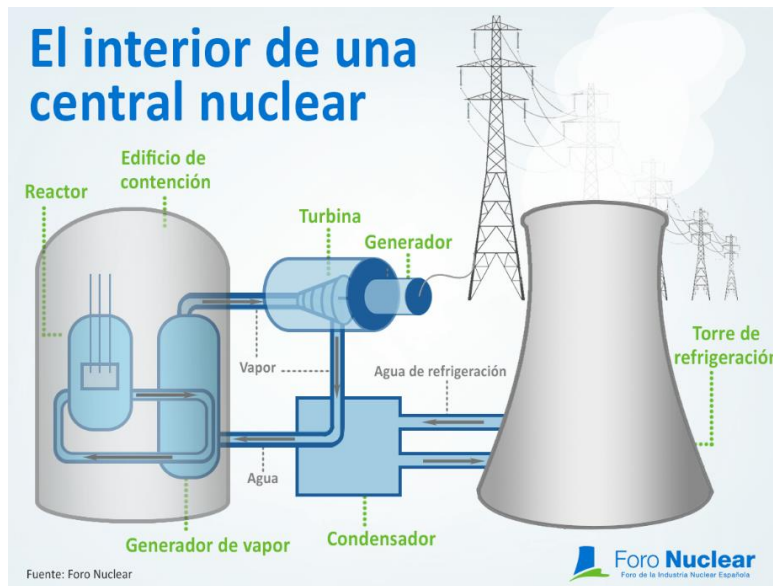 El interior de una
central nuclear
Edificio de
contención
Reactor
Turbina
Generador
Torre de
refrigeración
Vapor
Agua de refrigeración
Agua
Generador de vapor
Condensador
Fuente: Foro Nuclear
Foro Nuclear
Foro de la Industria Nuclear Española